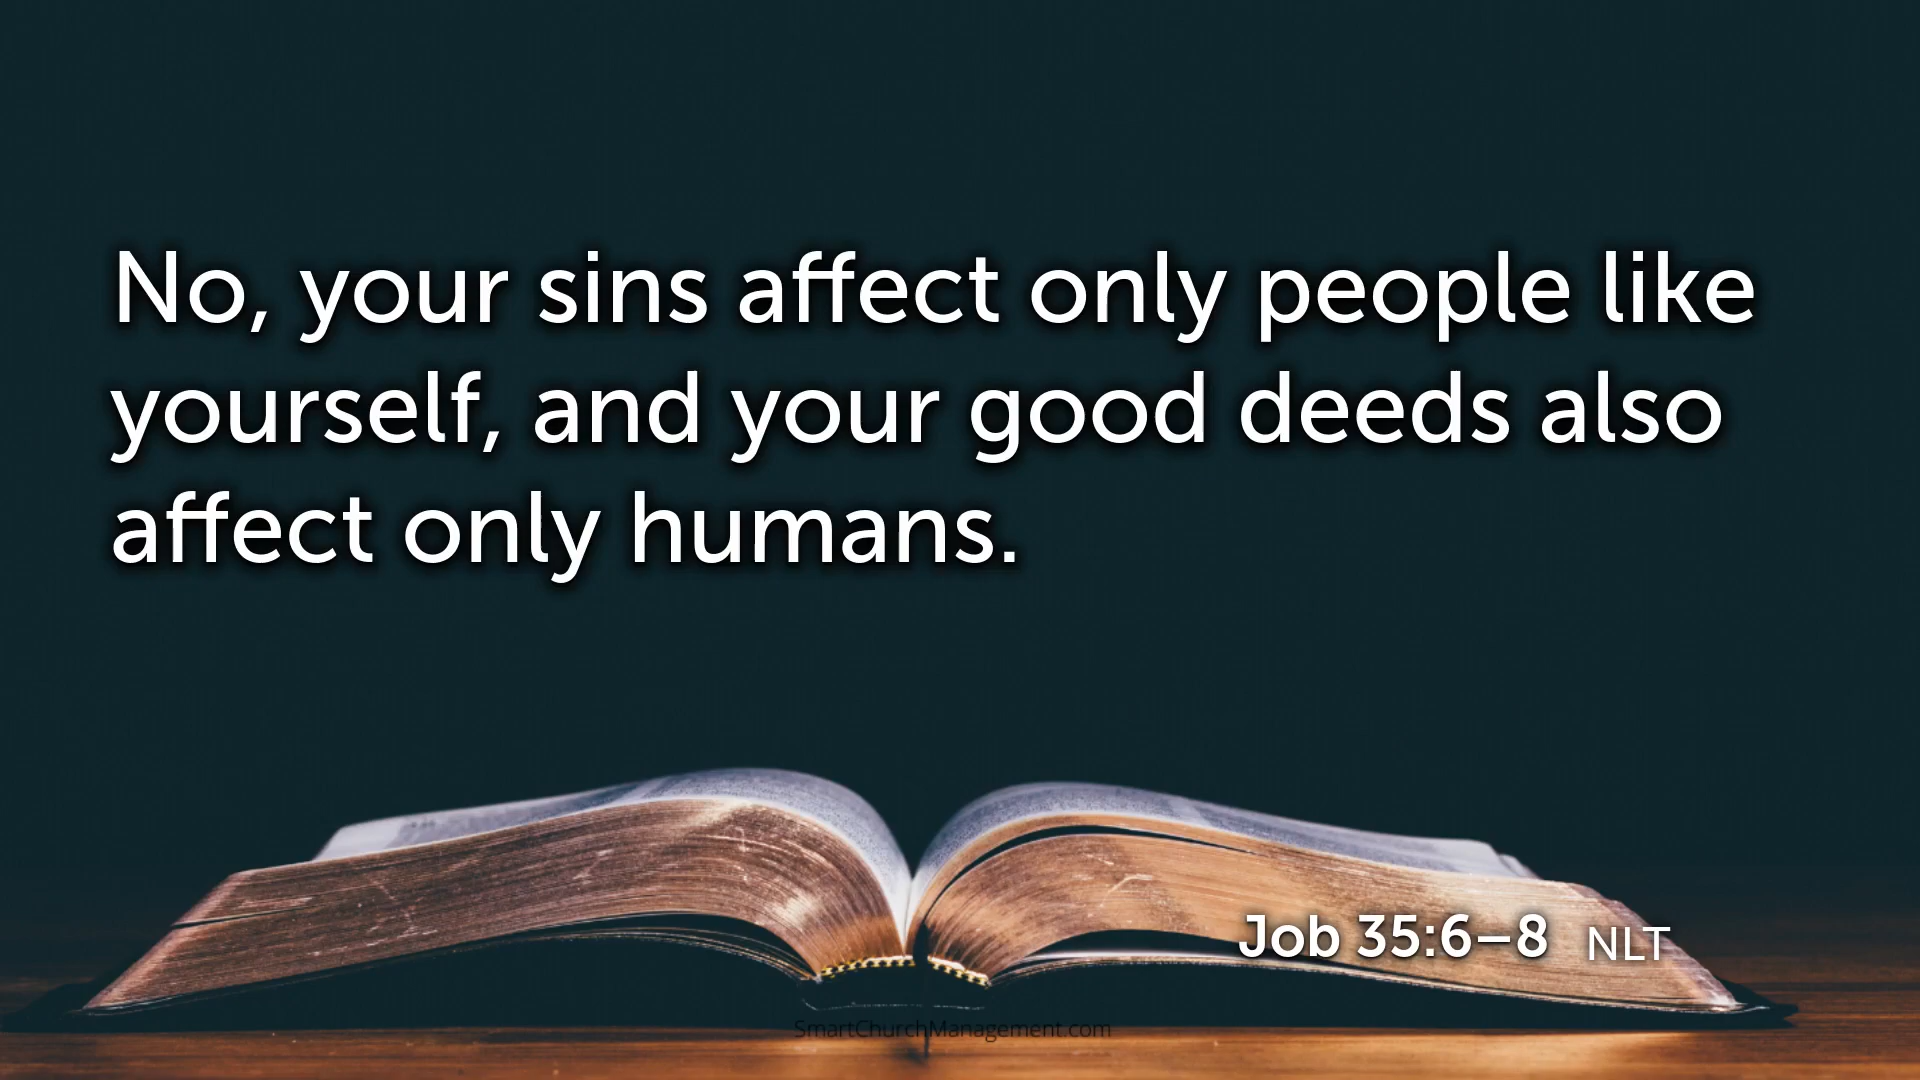 No, your sins affect only people like
yourself, and your good deeds also
affect only humans.
Job 35:6–8 NLT
SmartChurchManagement.com